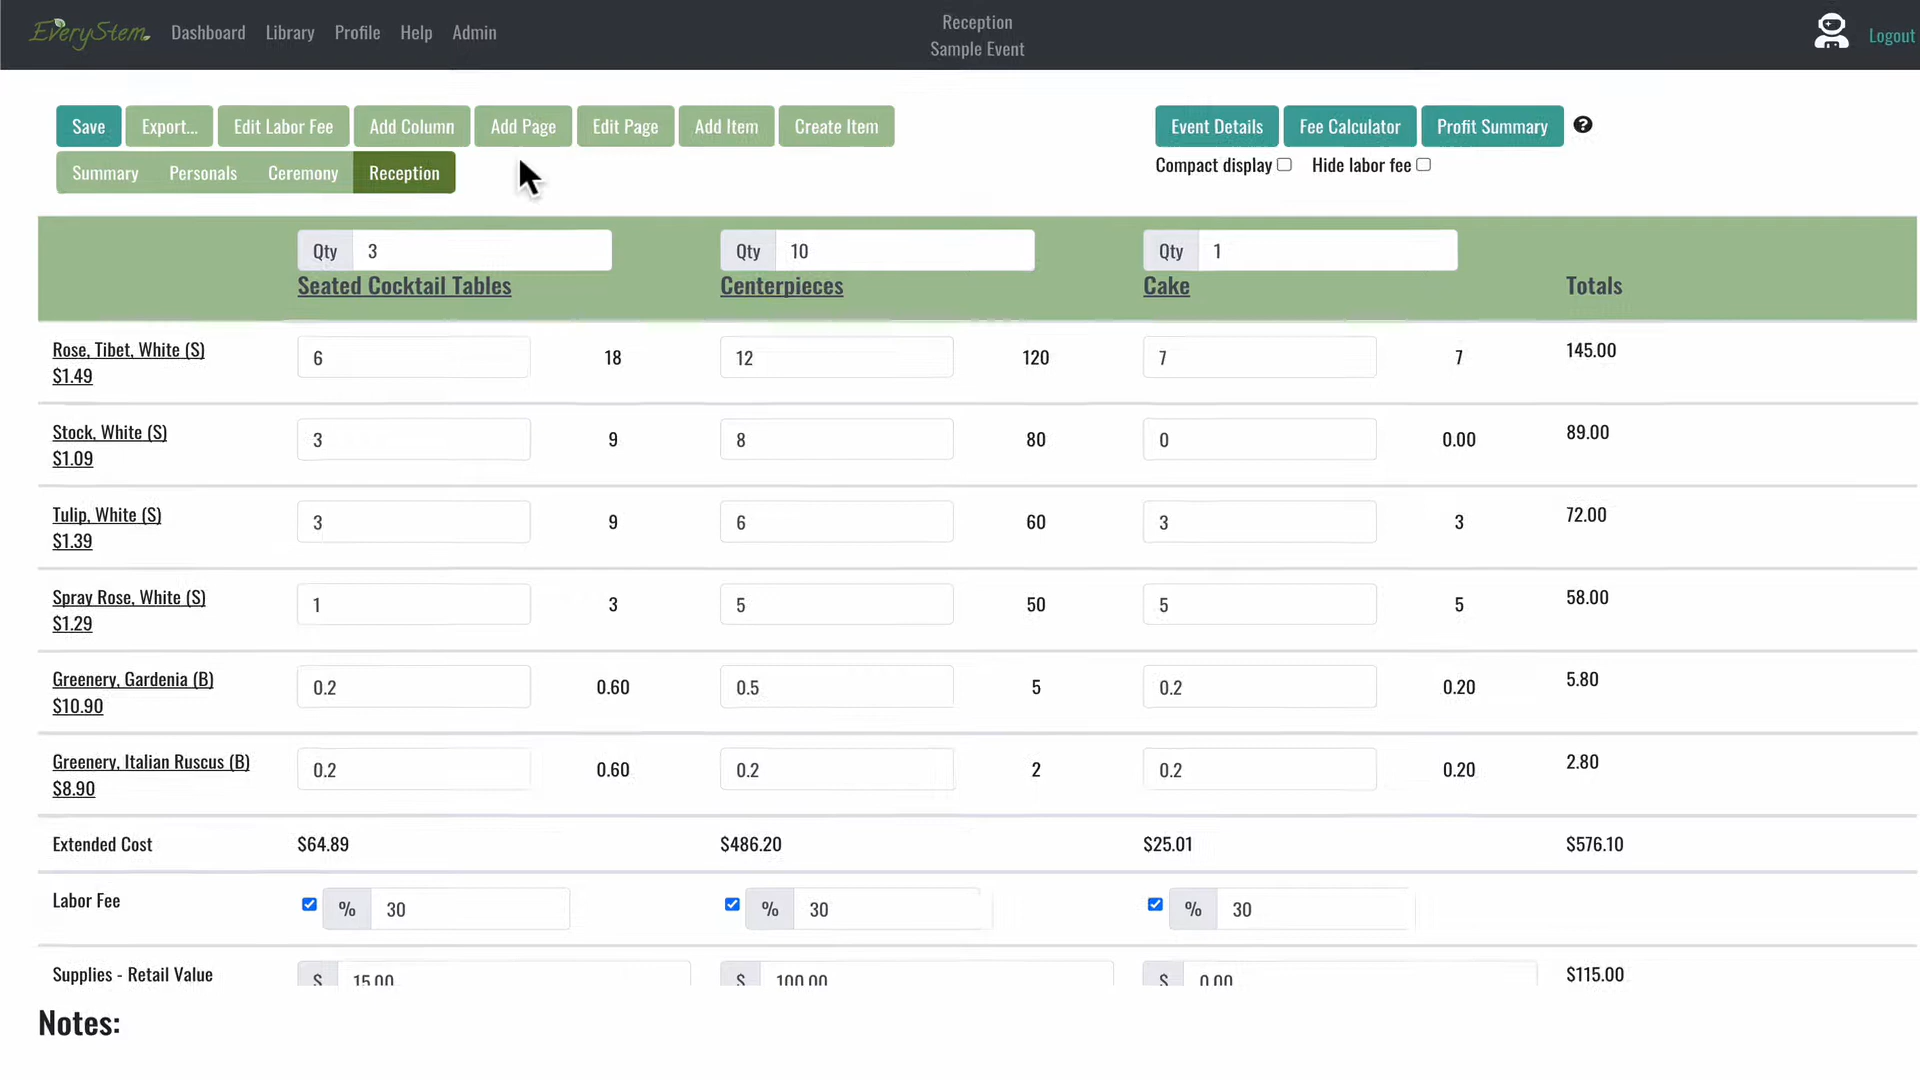 EveryStem Dashboard Library Profile Help Admin
Reception
Sample Event
Logout
Save Export... Edit Labor Fee Add Column Add Page Edit Page Add Item Create Item
Event Details Fee Calculator Profit Summary ?
Compact display Hide labor fee
Summary Personals Ceremony Reception
Qty 3 Qty 10 Qty 1
Seated Cocktail Tables Centerpieces Cake Totals
Rose, Tibet, White (S) 6 18 12 120 7 7 145.00
$1.49
Stock, White (S) 3 9 8 80 0 0.00 89.00
$1.09
Tulip, White (S) 3 9 6 60 3 3 72.00
$1.39
Spray Rose, White (S) 1 3 5 50 5 5 58.00
$1.29
Greenery, Gardenia (B) 0.2 0.60 0.5 5 0.2 0.20 5.80
$10.90
Greenery, Italian Ruscus (B) 0.2 0.60 0.2 2 0.2 0.20 2.80
$8.90
Extended Cost $64.89 $486.20 $25.01 $576.10
Labor Fee % 30 % 30 % 30
Supplies - Retail Value $ 15.00 $ 100.00 $ 0.00 $115.00
Notes: